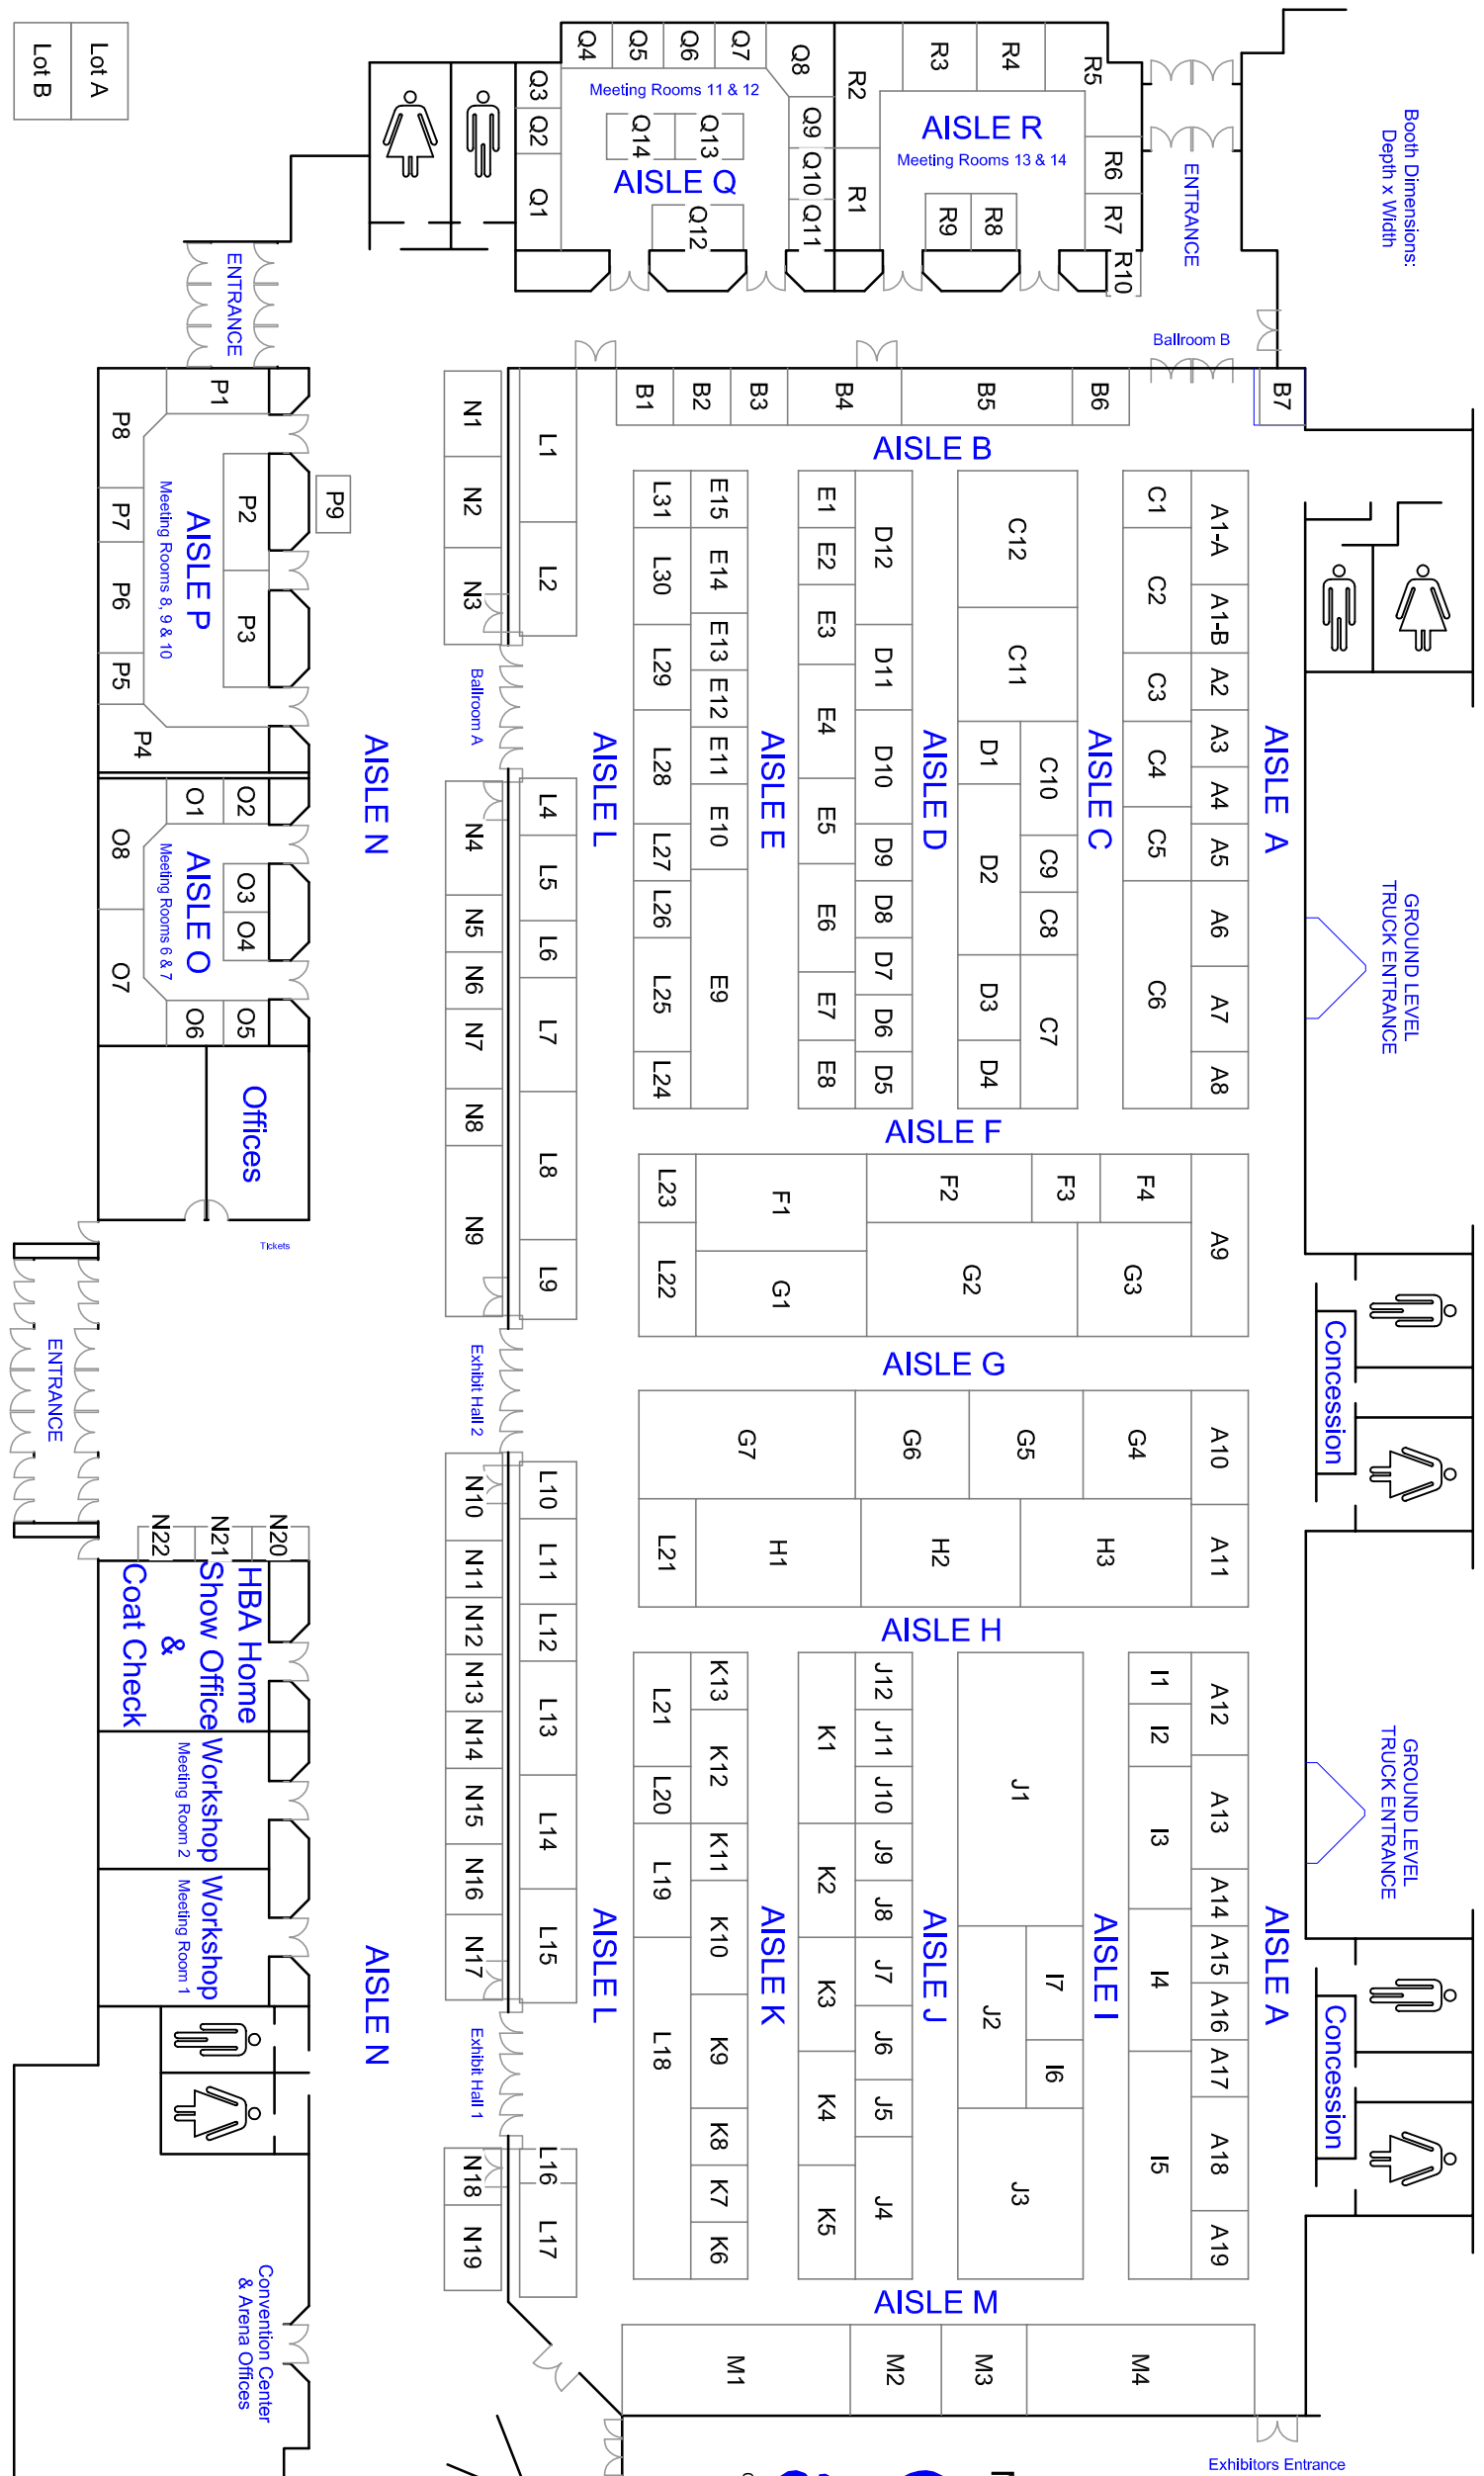 Lot A
Lot B
Booth Dimensions:
Depth x Width
Q4
Q5
Q6
Q7
Q8
R2
R3
R4
R5
Q3
Q2
Q1
Meeting Rooms 11 & 12
Q14
Q13
AISLE Q
Q12
Q9
Q10
Q11
R1
AISLE R
Meeting Rooms 13 & 14
R9
R8
R6
R7
R10
ENTRANCE
ENTRANCE
Ballroom B
B1
B2
B3
B4
B5
B6
B7
AISLE B
P1
P8
P7
P6
P5
P4
P2
P3
P9
AISLE P
Meeting Rooms 8, 9 & 10
O1
O2
O8
O7
O3
O4
O6
O5
AISLE O
Meeting Rooms 6 & 7
Offices
Tickets
AISLE N
N1
N2
N3
Ballroom A
N4
N5
N6
N7
N8
N9
L1
L2
L4
L5
L6
L7
L8
L9
AISLE L
L31
L30
L29
L28
L27
L26
L25
L24
E15
E14
E13
E12
E11
E10
E9
AISLE E
E1
E2
E3
E4
E5
E6
E7
E8
D12
D11
D10
D9
D8
D7
D6
D5
AISLE D
C12
C11
D1
D2
D3
D4
C10
C9
C8
C7
AISLE C
C1
C2
C3
C4
C5
C6
A1-A
A1-B
A2
A3
A4
A5
A6
A7
A8
AISLE A
GROUND LEVEL
TRUCK ENTRANCE
AISLE F
L23
L22
F1
G1
F2
G2
F3
F4
G3
A9
AISLE G
Concession
ENTRANCE
Exhibit Hall 2
G7
G6
G5
G4
A10
L21
H1
H2
H3
A11
AISLE H
N22
N21
N20
HBA Home
Show Office
&
Coat Check
Workshop
Meeting Room 2
Workshop
Meeting Room 1
AISLE N
N10
N11
N12
N13
N14
N15
N16
N17
Exhibit Hall 1
N18
N19
L10
L11
L12
L13
L14
L15
L16
L17
AISLE L
L21
L20
L19
L18
K13
K12
K11
K10
K9
K8
K7
K6
AISLE K
K1
K2
K3
K4
K5
J12
J11
J10
J9
J8
J7
J6
J5
J4
AISLE J
J1
J2
J3
I7
I6
AISLE I
I1
I2
I3
I4
I5
A12
A13
A14
A15
A16
A17
A18
A19
AISLE A
GROUND LEVEL
TRUCK ENTRANCE
Concession
AISLE M
M1
M2
M3
M4
Convention Center
& Arena Offices
Exhibitors Entrance